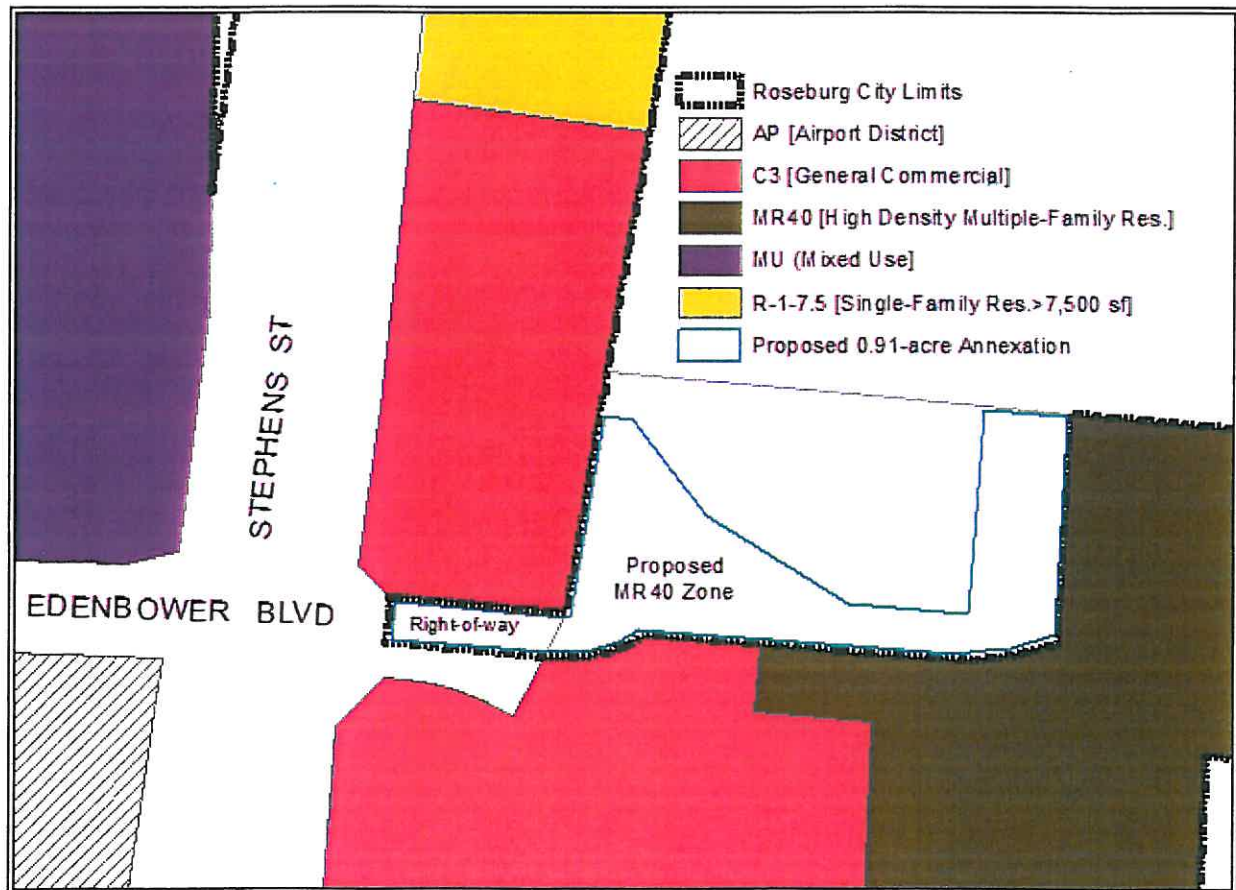 Roseburg City Limits
AP [Airport District]
C3 [General Commercial]
MR40 [High Density Multiple-Family Res.]
MU (Mixed Use]
R-1-7.5 [Single-Family Res.>7,500 sf]
Proposed 0.91-acre Annexation
STEPHENS ST
Proposed
MR40 Zone
EDENBOWER BLVD
Right-of-way